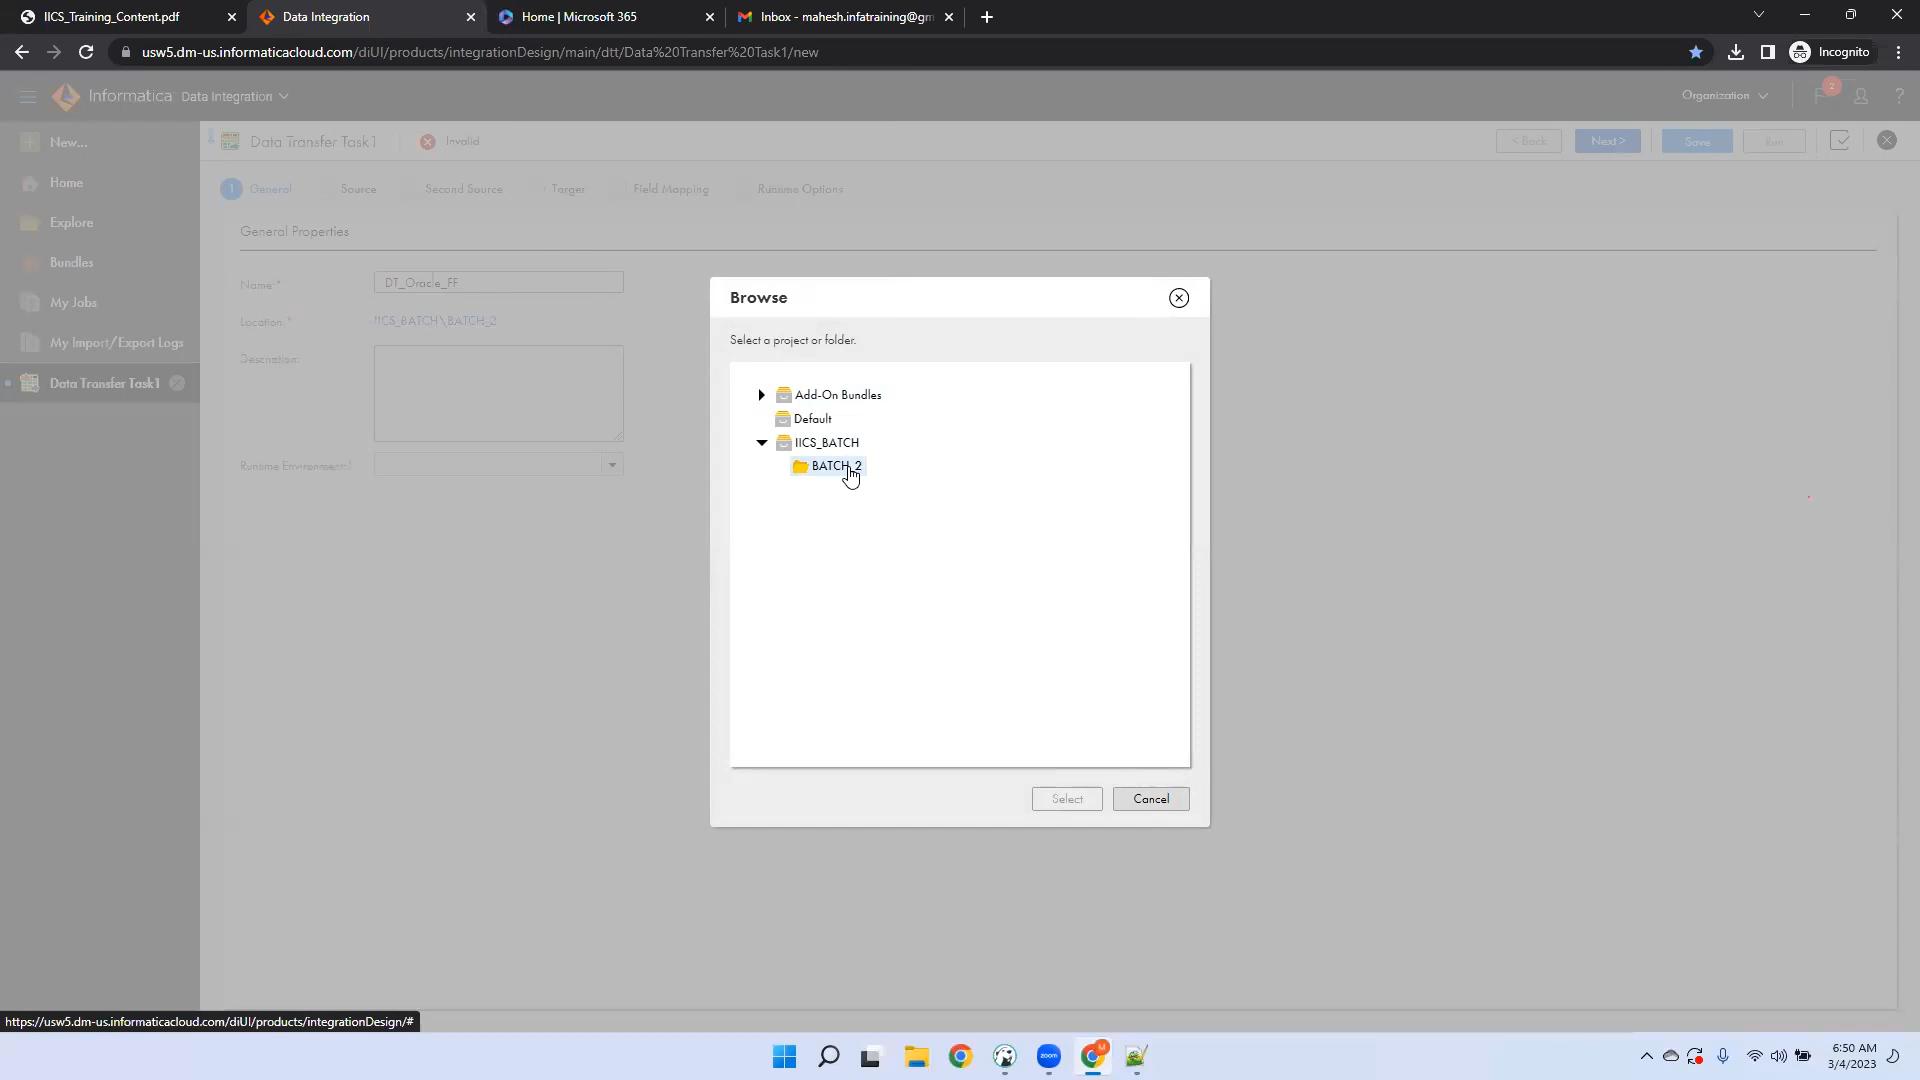 IICS_Training_Content.pdf
Data Integration
Home | Microsoft 365
Inbox - mahesh.infatraining@gm
usw5.dm-us.informaticacloud.com/diUI/products/integrationDesign/main/dtt/Data%20Transfer%20Task1/new
Incognito
Informatica Data Integration
Organization
2
?
New...
Data Transfer Task1
Invalid
< Back
Next >
Save
Run
Home
1 General
Source
Second Source
Target
Field Mapping
Runtime Options
Explore
General Properties
Bundles
Name:*
DT_Oracle_FF
My Jobs
Location:*
IICS_BATCH\BATCH_2
My Import/Export Logs
Description:
Data Transfer Task1
Runtime Environment:*
Browse
Select a project or folder.
Add-On Bundles
Default
IICS_BATCH
BATCH_2
Select
Cancel
https://usw5.dm-us.informaticacloud.com/diUI/products/integrationDesign/#
zoom
M
6:50 AM
3/4/2023